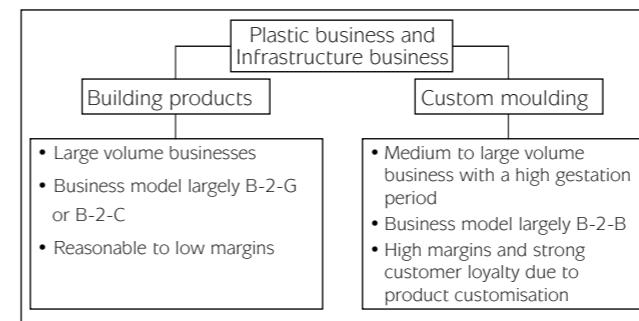 Plastic business and
Infrastructure business
Building products
Custom moulding
• Large volume businesses
• Business model largely B-2-G
or B-2-C
• Reasonable to low margins
• Medium to large volume
business with a high gestation
period
• Business model largely B-2-B
• High margins and strong
customer loyalty due to
product customisation